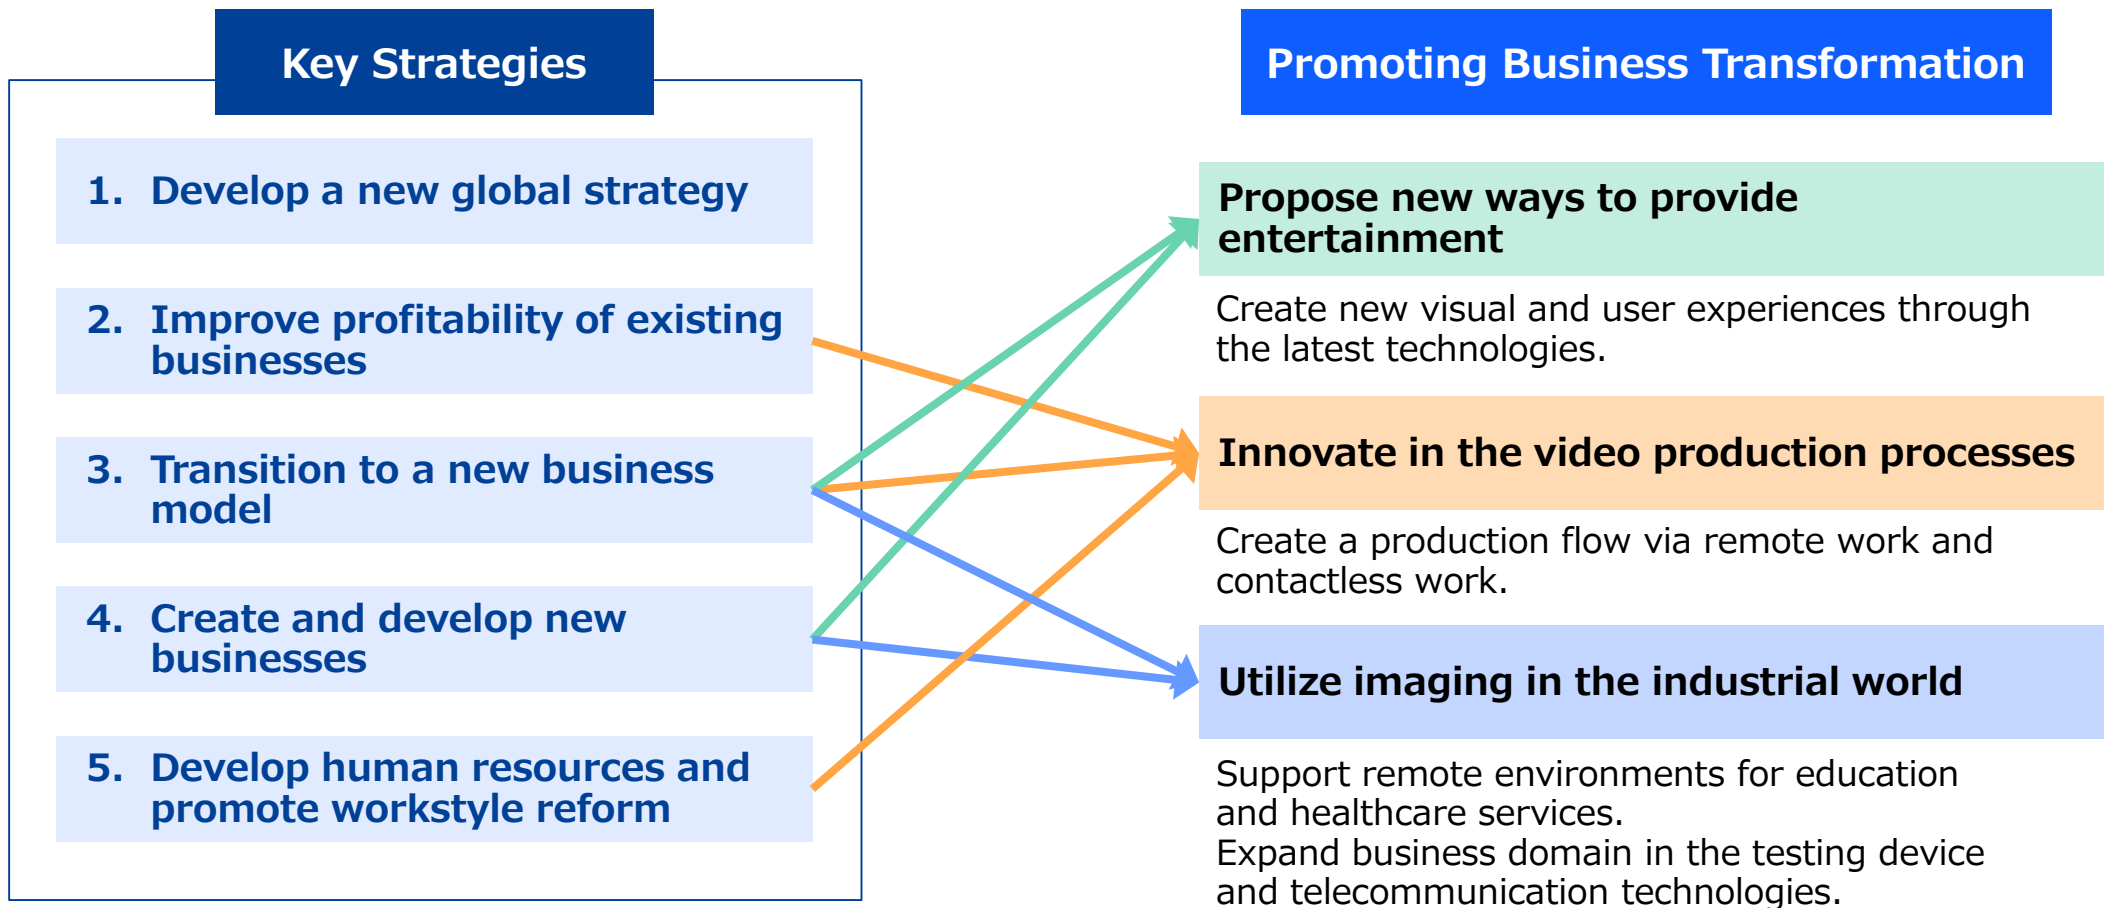 Key Strategies
1. Develop a new global strategy
2. Improve profitability of existing
businesses
3. Transition to a new business
model
4. Create and develop new
businesses
5. Develop human resources and
promote workstyle reform
Promoting Business Transformation
Propose new ways to provide
entertainment
Create new visual and user experiences through
the latest technologies.
Innovate in the video production processes
Create a production flow via remote work and
contactless work.
Utilize imaging in the industrial world
Support remote environments for education
and healthcare services.
Expand business domain in the testing device
and telecommunication technologies.